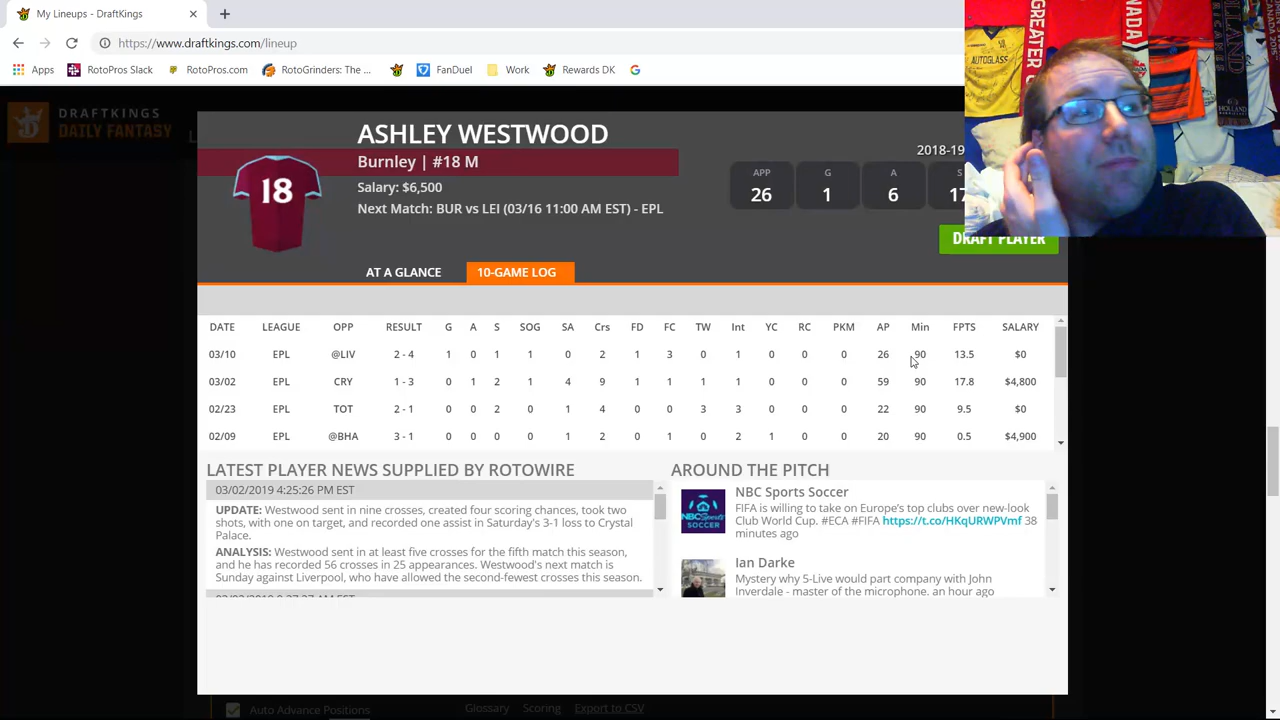 My Lineups - DraftKings
https://www.draftkings.com/lineup
Apps RotoPros Slack RotoPros.com RotoGrinders: The ... FanDuel Work Rewards DK
DRAFTKINGS
DAILY FANTASY
ASHLEY WESTWOOD
Burnley | #18 M
Salary: $6,500
Next Match: BUR vs LEI (03/16 11:00 AM EST) - EPL
18
2018-19
APP G A S
26 1 6 17
DRAFT PLAYER
AT A GLANCE 10-GAME LOG
DATE LEAGUE OPP RESULT G A S SOG SA Crs FD FC TW Int YC RC PKM AP Min FPTS SALARY
03/10 EPL @LIV 2 - 4 1 0 1 1 0 2 1 3 0 1 0 0 0 26 90 13.5 $0
03/02 EPL CRY 1 - 3 0 1 2 1 4 9 1 1 1 1 0 0 0 59 90 17.8 $4,800
02/23 EPL TOT 2 - 1 0 0 2 0 1 4 0 0 3 3 0 0 0 22 90 9.5 $0
02/09 EPL @BHA 3 - 1 0 0 0 0 1 2 0 1 0 2 1 0 0 20 90 0.5 $4,900
LATEST PLAYER NEWS SUPPLIED BY ROTOWIRE
03/02/2019 4:25:26 PM EST
UPDATE: Westwood sent in nine crosses, created four scoring chances, took two
shots, with one on target, and recorded one assist in Saturday's 3-1 loss to Crystal
Palace.
ANALYSIS: Westwood sent in at least five crosses for the fifth match this season,
and he has recorded 56 crosses in 25 appearances. Westwood's next match is
Sunday against Liverpool, who have allowed the second-fewest crosses this season.
AROUND THE PITCH
NBC Sports Soccer
FIFA is willing to take on Europe's top clubs over new-look
Club World Cup. #ECA #FIFA https://t.co/HKqURWPVmf 38
minutes ago
Ian Darke
Mystery why 5-Live would part company with John
Inverdale - master of the microphone. an hour ago
Auto Advance Positions
Glossary Scoring Export to CSV
GREATER
AUTOGLASS
HOLLAND